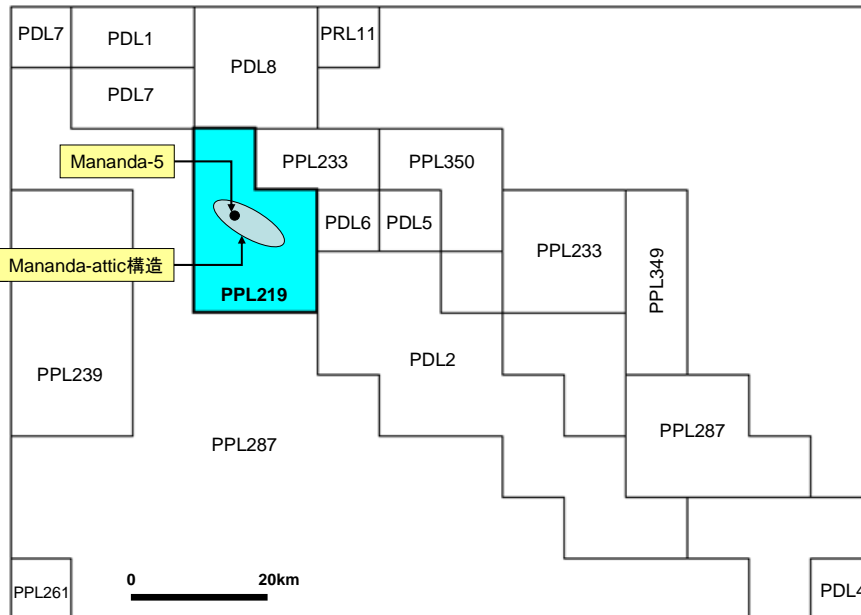 PDL7
PDL1
PRL11
PDL8
PDL7
Mananda-5
PPL233
PPL350
PDL6
PDL5
PPL233
PPL349
Mananda-attic構造
PPL219
PDL2
PPL239
PPL287
PPL287
0 20km
PPL261
PDL4